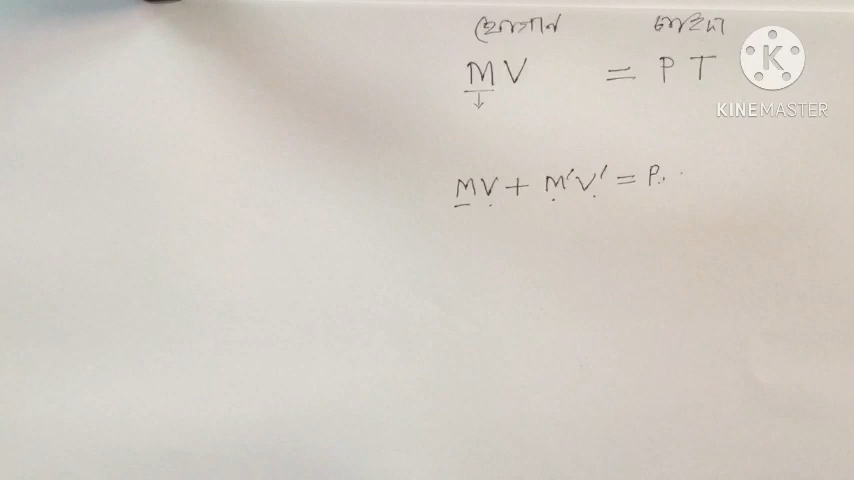 যোগান চাহিদা
MV = PT
MV + M'V' = P
K
KINEMASTER